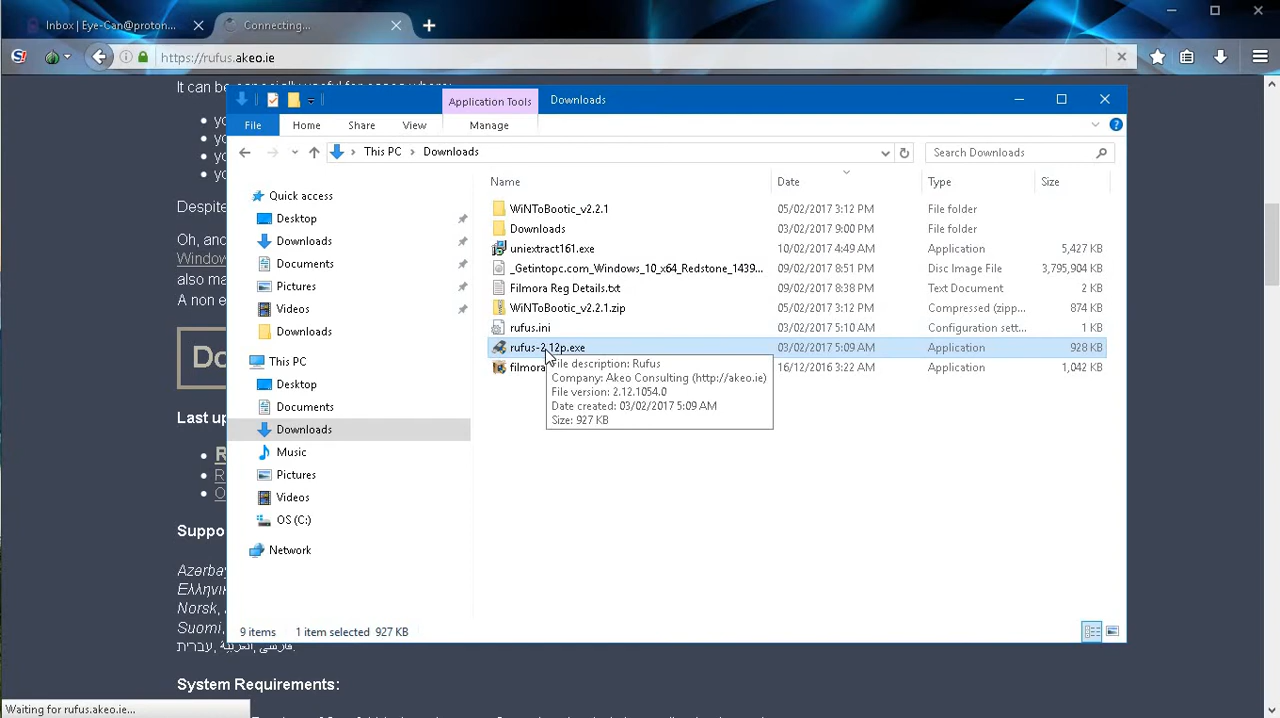 Inbox | Eye-Can@proton...
Connecting...
https://rufus.akeo.ie
It can be especially useful for cases where:
yo
yo
yo
yo
Despite
Oh, and
Windows
also ma
A non e
Do
Last up
R
R
O
Suppo
Azərbay
Ελληνικ
Norsk,
Suomi,
فارسی, العربية, עברית.
System Requirements:
Waiting for rufus.akeo.ie...
Application Tools
Downloads
File
Home
Share
View
Manage
This PC
Downloads
Search Downloads
Quick access
Desktop
Downloads
Documents
Pictures
Videos
Downloads
This PC
Desktop
Documents
Downloads
Music
Pictures
Videos
OS (C:)
Network
Name Date Type Size
WiNToBootic_v2.2.1 05/02/2017 3:12 PM File folder
Downloads 03/02/2017 9:00 PM File folder
uniextract161.exe 10/02/2017 4:49 AM Application 5,427 KB
_Getintopc.com_Windows_10_x64_Redstone_1439... 09/02/2017 8:51 PM Disc Image File 3,795,904 KB
Filmora Reg Details.txt 09/02/2017 8:38 PM Text Document 2 KB
WiNToBootic_v2.2.1.zip 05/02/2017 3:12 PM Compressed (zipp... 874 KB
rufus.ini 03/02/2017 5:10 AM Configuration sett... 1 KB
rufus-2.12p.exe 03/02/2017 5:09 AM Application 928 KB
filmora 16/12/2016 3:22 AM Application 1,042 KB
File description: Rufus
Company: Akeo Consulting (http://akeo.ie)
File version: 2.12.1054.0
Date created: 03/02/2017 5:09 AM
Size: 927 KB
9 items 1 item selected 927 KB